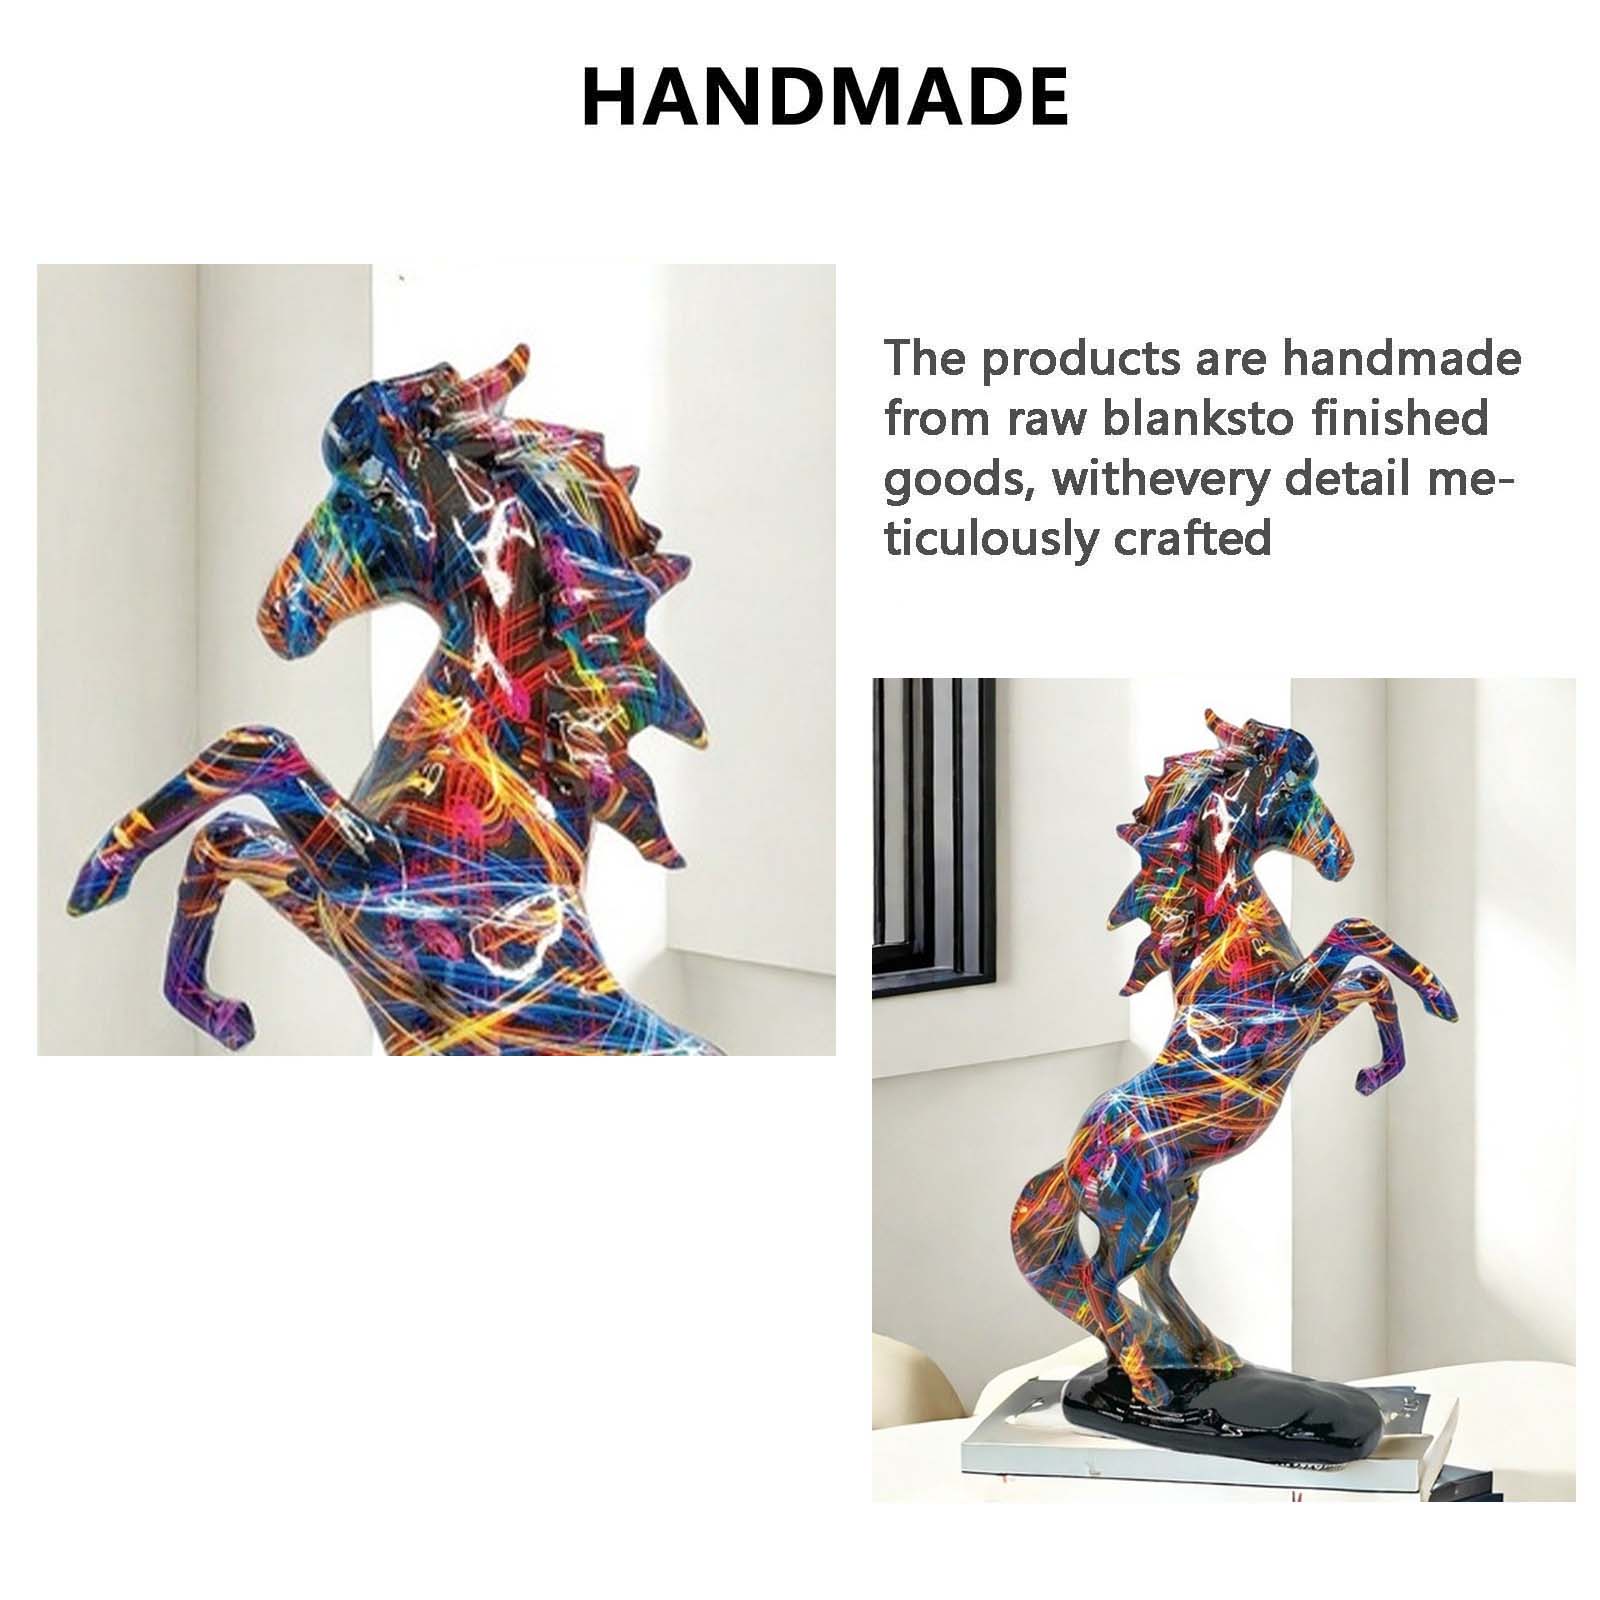 HANDMADE
The products are handmade
from raw blanksto finished
goods, withevery detail me-
ticulously crafted